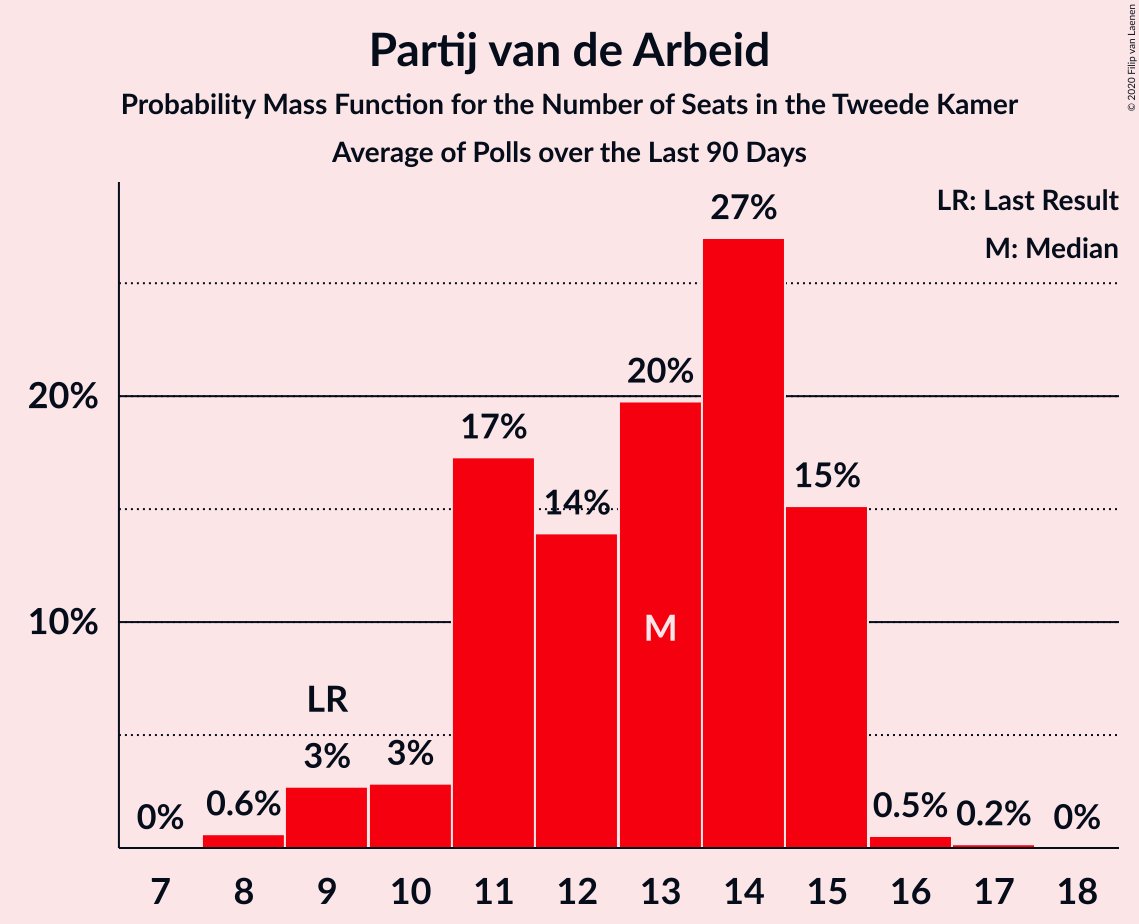 Partij van de Arbeid
Probability Mass Function for the Number of Seats in the Tweede Kamer
Average of Polls over the Last 90 Days
© 2020 Filip van Laenen
LR: Last Result
M: Median
27%
20%
20%
17%
15%
14%
10%
M
LR
3%
3%
0%
0.6%
0.5%
0.2%
0%
7 8 9 10 11 12 13 14 15 16 17 18